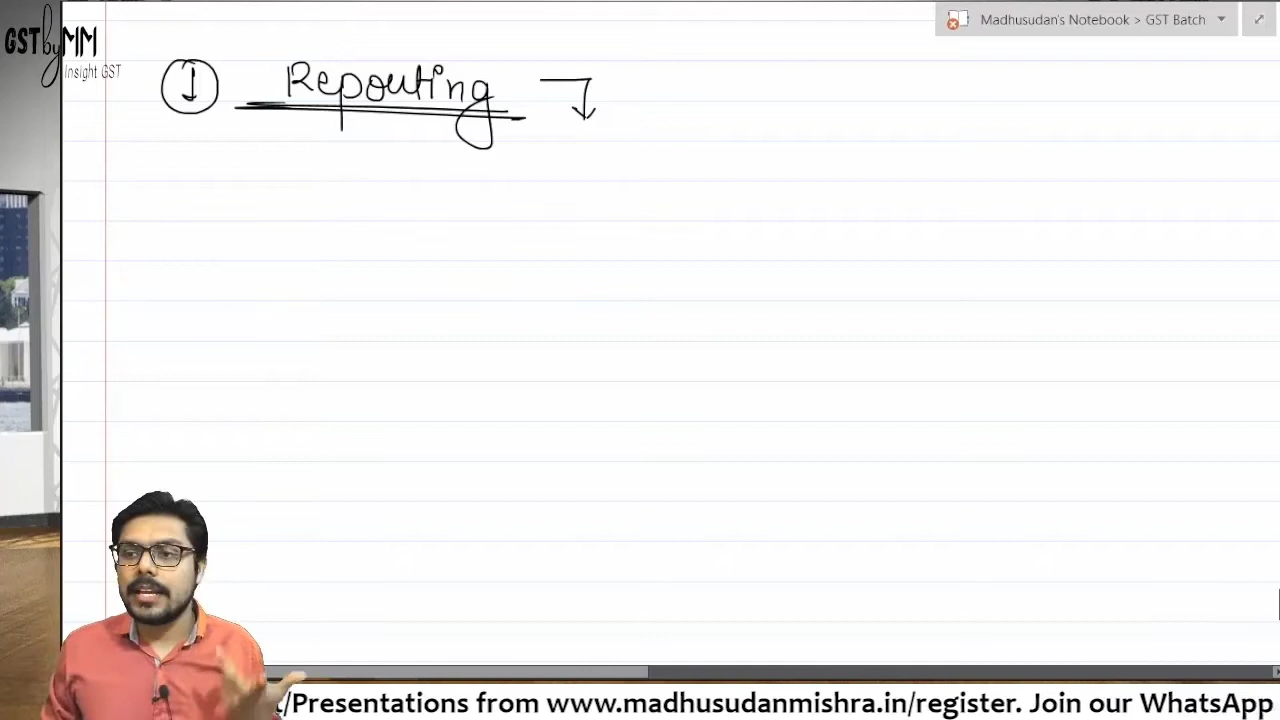 GST by MM
Insight GST
Madhusudan's Notebook > GST Batch
① Reporting
t/Presentations from www.madhusudanmishra.in/register. Join our WhatsApp